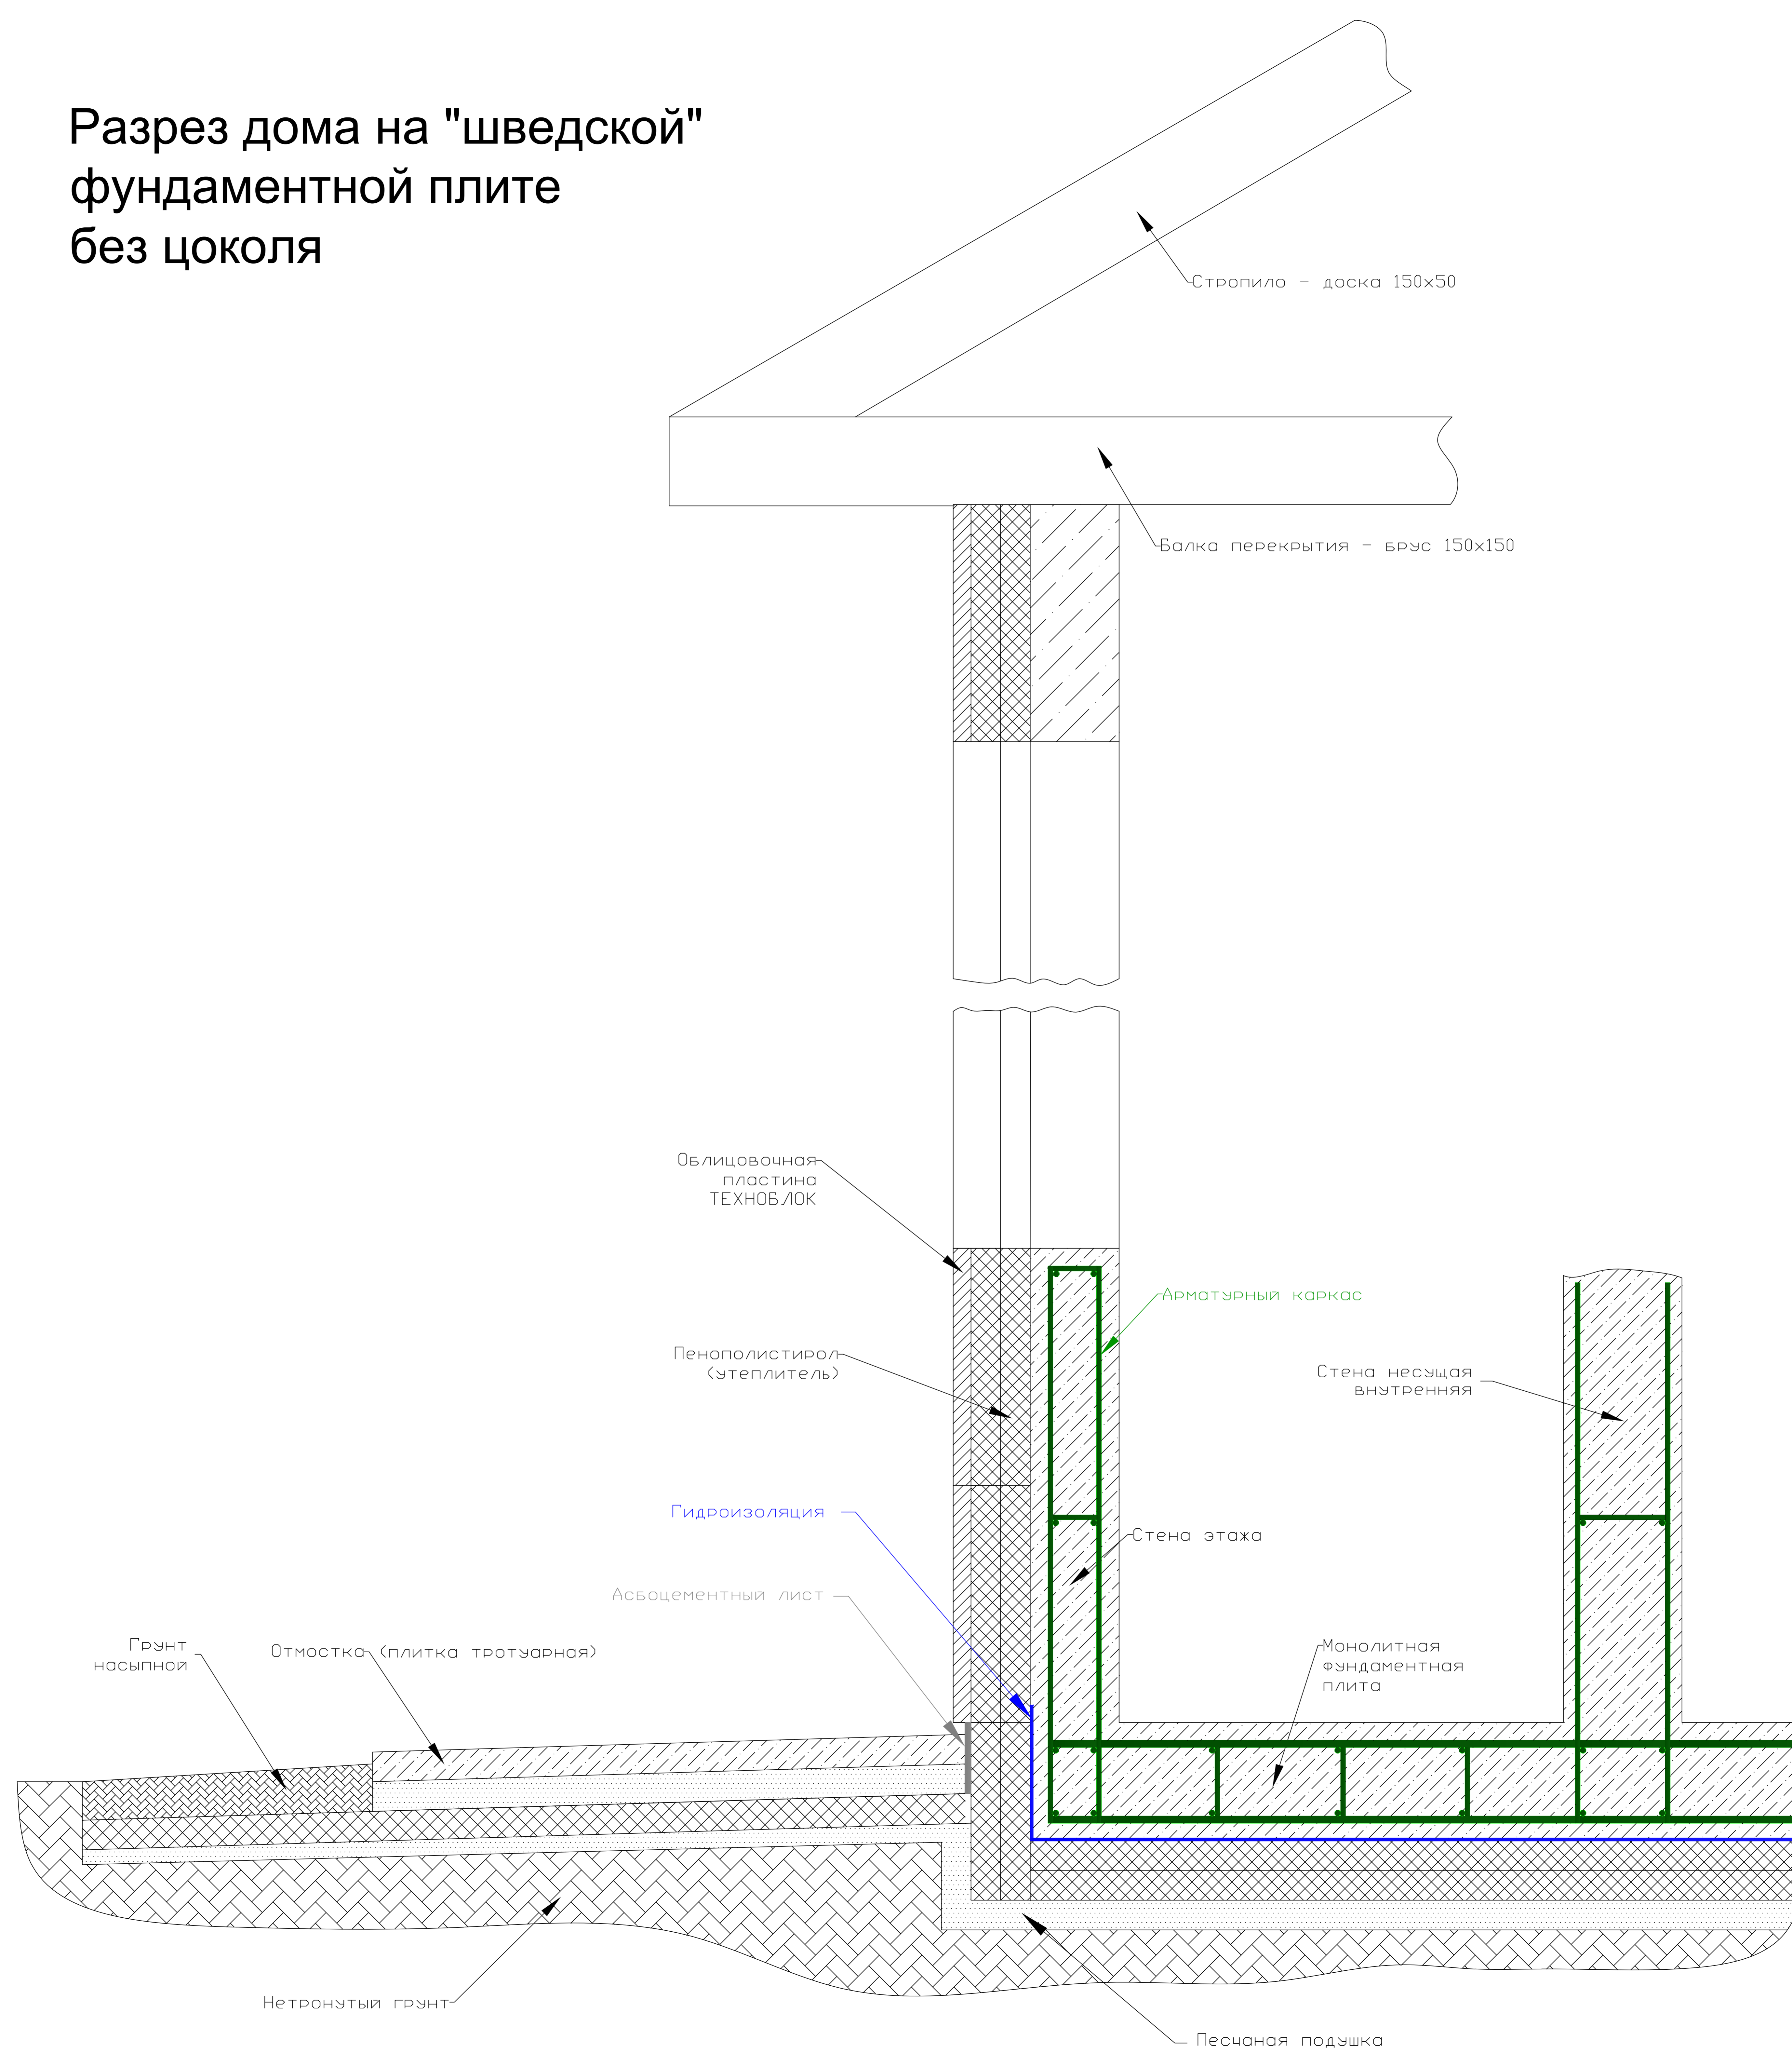 Разрез дома на "шведской"
фундаментной плите
без цоколя
Стропило - доска 150х50
Балка перекрытия - брус 150х150
Облицовочная
пластина
ТЕХНОБЛОК
Арматурный каркас
Пенополистирол
(утеплитель)
Стена несущая
внутренняя
Гидроизоляция
Стена этажа
Асбоцементный лист
Грунт
насыпной
Отмостка (плитка тротуарная)
Монолитная
фундаментная
плита
Нетронутый грунт
Песчаная подушка